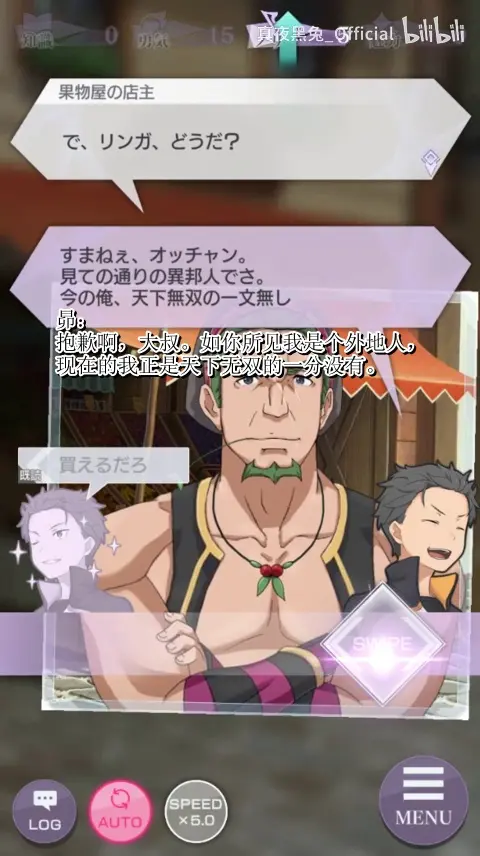 真夜黑兔_Official bilibili
0 15
果物屋の店主
で、リンガ、どうだ?
すまねぇ、オッチャン。
見ての通りの異邦人でさ。
今の俺、天下無双の一文無し
昴:
抱歉啊，大叔。如你所见我是个外地人，
现在的我正是天下无双的一分没有。
買えるだろ
SWIPE
LOG
AUTO
SPEED
×5.0
MENU